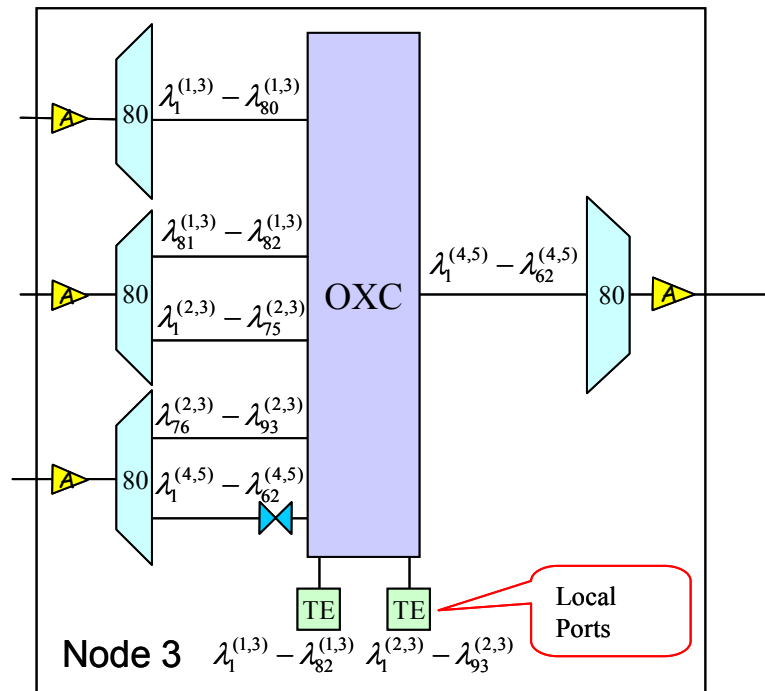 A
80
λ₁^(1,3) − λ₈₀^(1,3)
λ₈₁^(1,3) − λ₈₂^(1,3)
A
80
λ₁^(2,3) − λ₇₅^(2,3)
OXC
λ₁^(4,5) − λ₆₂^(4,5)
80
A
λ₇₆^(2,3) − λ₉₃^(2,3)
A
80
λ₁^(4,5) − λ₆₂^(4,5)
TE
TE
Local
Ports
Node 3
λ₁^(1,3) − λ₈₂^(1,3)
λ₁^(2,3) − λ₉₃^(2,3)